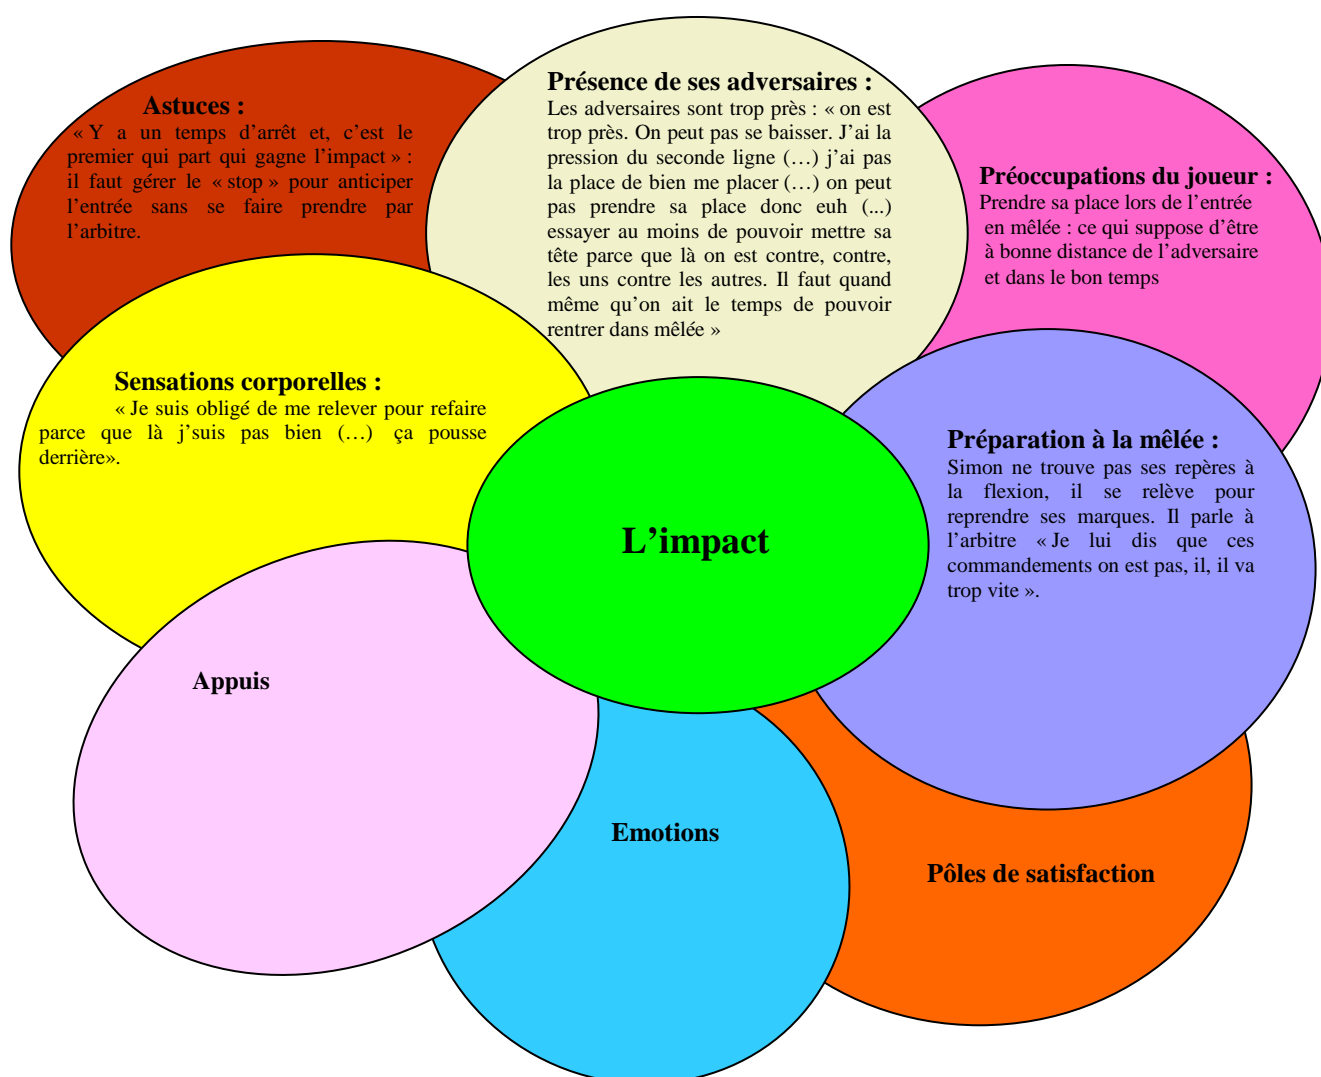 Astuces :
« Y a un temps d'arrêt et, c'est le
premier qui part qui gagne l'impact » :
il faut gérer le « stop » pour anticiper
l'entrée sans se faire prendre par
l'arbitre.
Présence de ses adversaires :
Les adversaires sont trop près : « on est
trop près. On peut pas se baisser. J'ai la
pression du seconde ligne (…) j'ai pas
la place de bien me placer (…) on peut
pas prendre sa place donc euh (...)
essayer au moins de pouvoir mettre sa
tête parce que là on est contre, contre,
les uns contre les autres. Il faut quand
même qu'on ait le temps de pouvoir
rentrer dans mêlée »
Préoccupations du joueur :
Prendre sa place lors de l'entrée
en mêlée : ce qui suppose d'être
à bonne distance de l'adversaire
et dans le bon temps
Sensations corporelles :
« Je suis obligé de me relever pour refaire
parce que là j'suis pas bien (…) ça pousse
derrière».
L'impact
Préparation à la mêlée :
Simon ne trouve pas ses repères à
la flexion, il se relève pour
reprendre ses marques. Il parle à
l'arbitre « Je lui dis que ces
commandements on est pas, il, il va
trop vite ».
Appuis
Emotions
Pôles de satisfaction